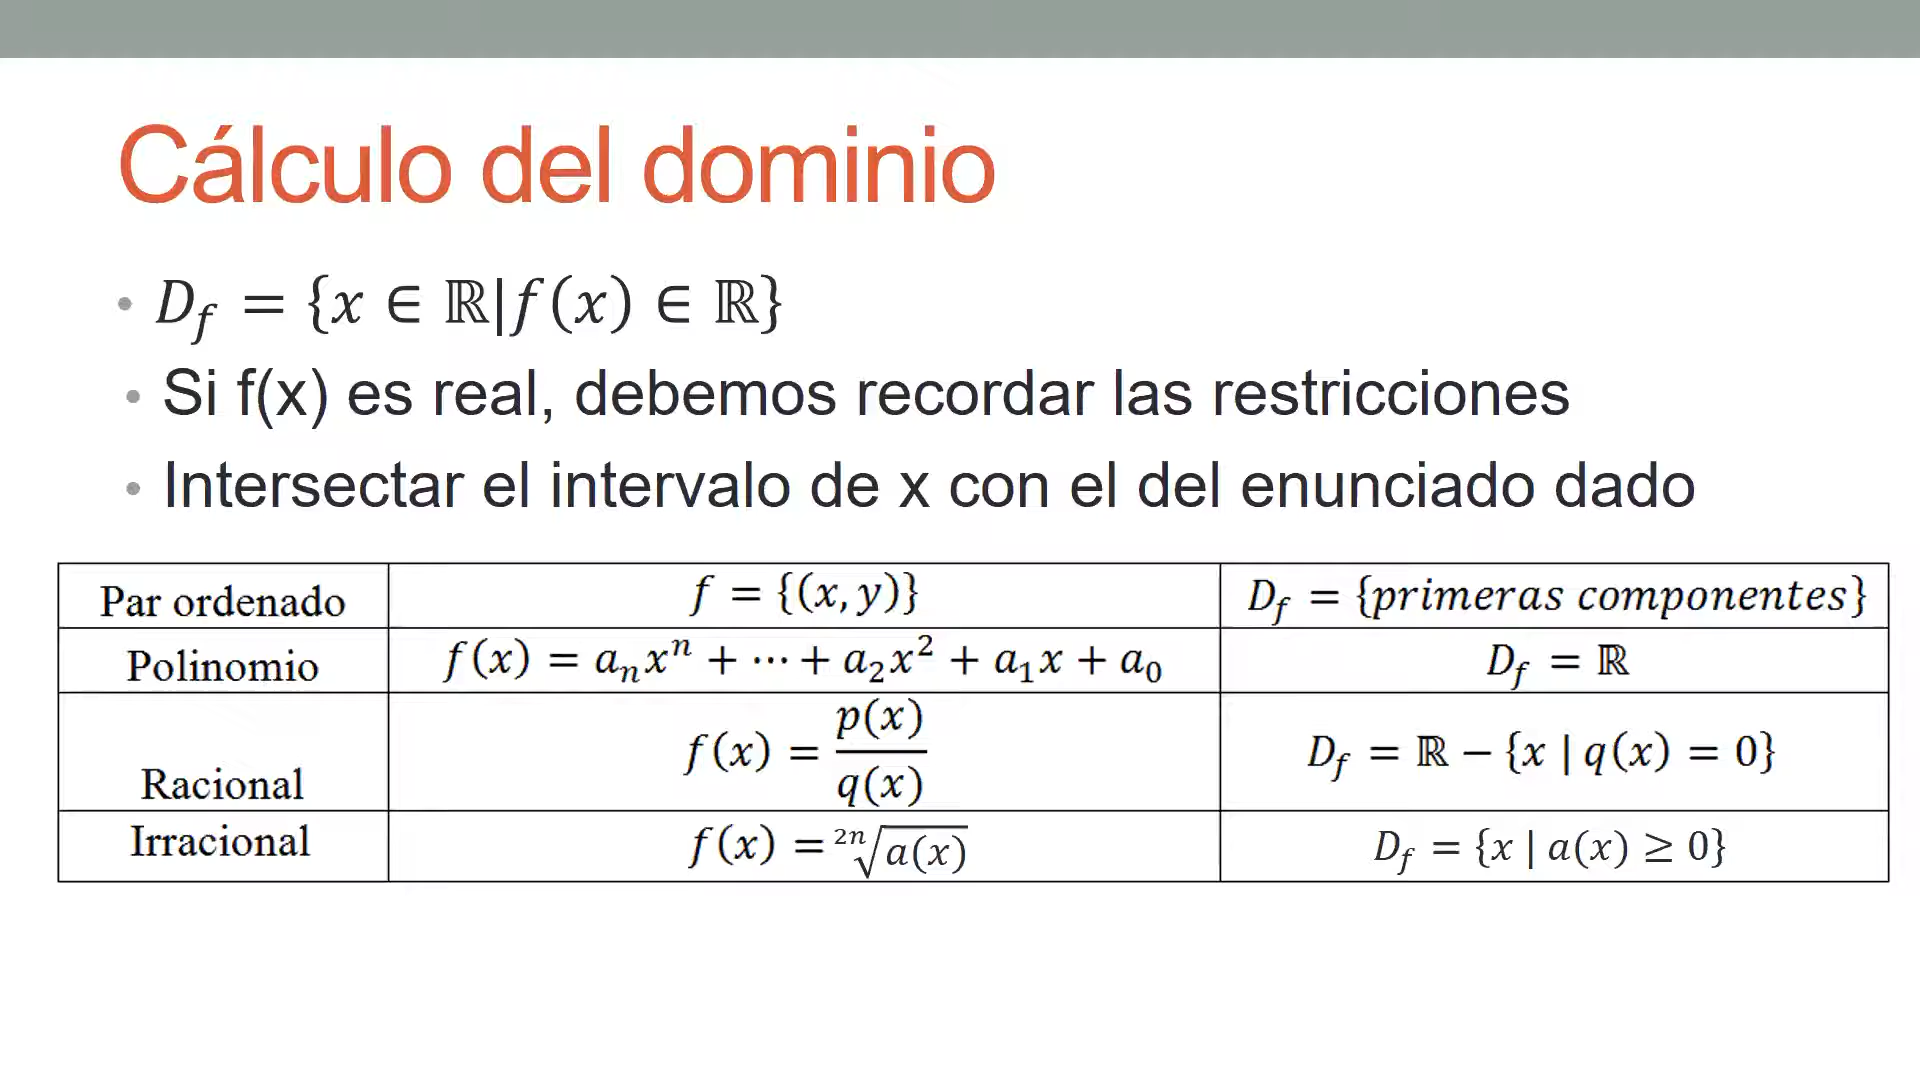 Cálculo del dominio
• D_f = {x ∈ ℝ|f(x) ∈ ℝ}
• Si f(x) es real, debemos recordar las restricciones
• Intersectar el intervalo de x con el del enunciado dado
Par ordenado f = {(x, y)} D_f = {primeras componentes}
Polinomio f(x) = a_n x^n + ⋯ + a_2 x^2 + a_1 x + a_0 D_f = ℝ
Racional f(x) = p(x)/q(x) D_f = ℝ − {x | q(x) = 0}
Irracional f(x) = ²ⁿ√a(x) D_f = {x | a(x) ≥ 0}